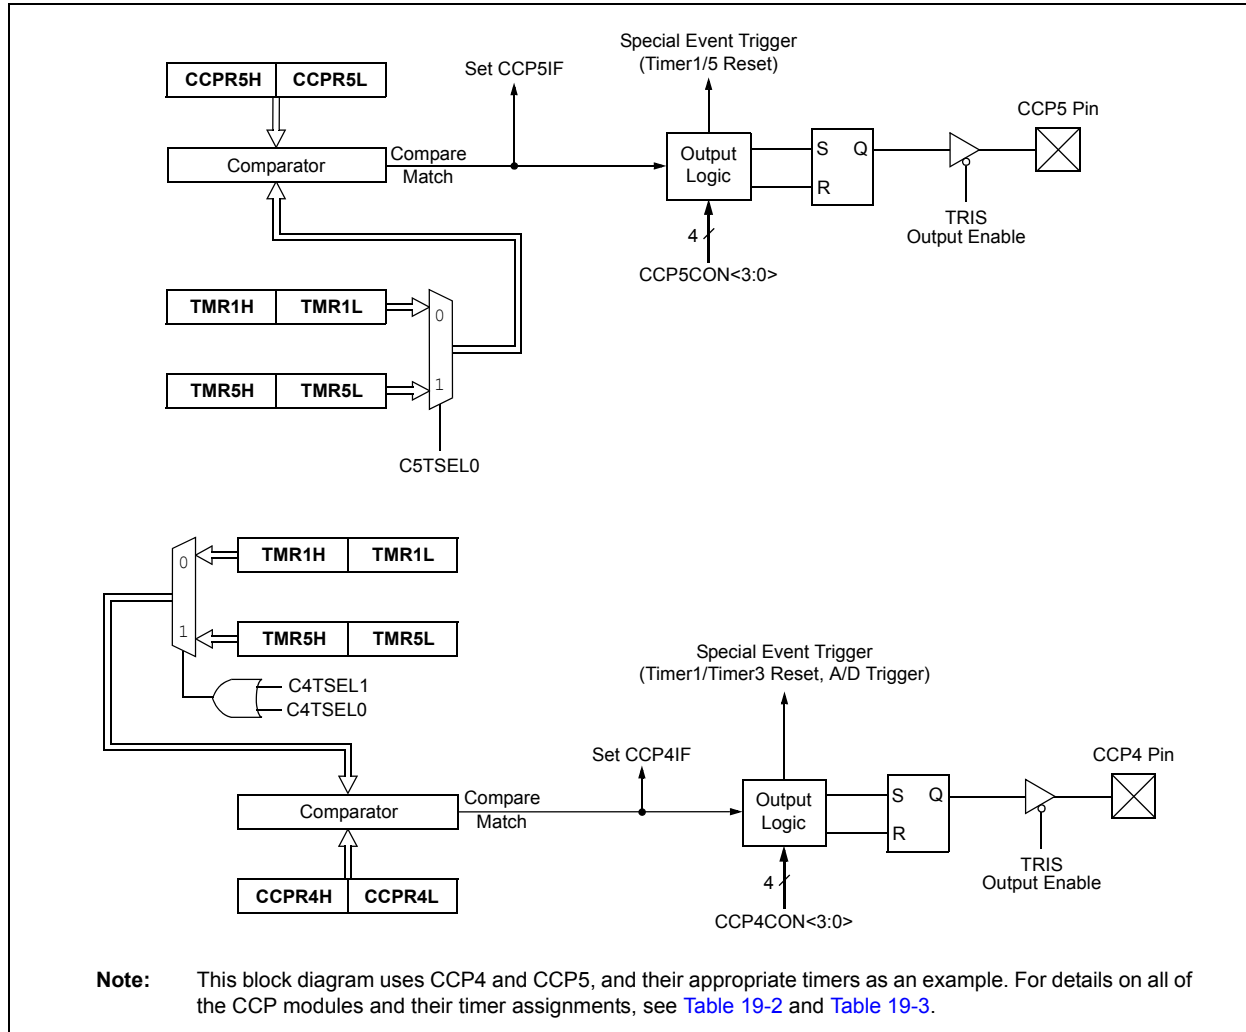 Special Event Trigger
(Timer1/5 Reset)
Set CCP5IF
CCPR5H CCPR5L
CCP5 Pin
Comparator
Compare
Match
Output
Logic
S Q
R
TRIS
Output Enable
4
CCP5CON<3:0>
TMR1H TMR1L
0
TMR5H TMR5L
1
C5TSEL0
0
TMR1H TMR1L
1
TMR5H TMR5L
C4TSEL1
C4TSEL0
Special Event Trigger
(Timer1/Timer3 Reset, A/D Trigger)
Set CCP4IF
CCP4 Pin
Comparator
Compare
Match
Output
Logic
S Q
R
TRIS
Output Enable
4
CCPR4H CCPR4L
CCP4CON<3:0>
Note: This block diagram uses CCP4 and CCP5, and their appropriate timers as an example. For details on all of
the CCP modules and their timer assignments, see Table 19-2 and Table 19-3.